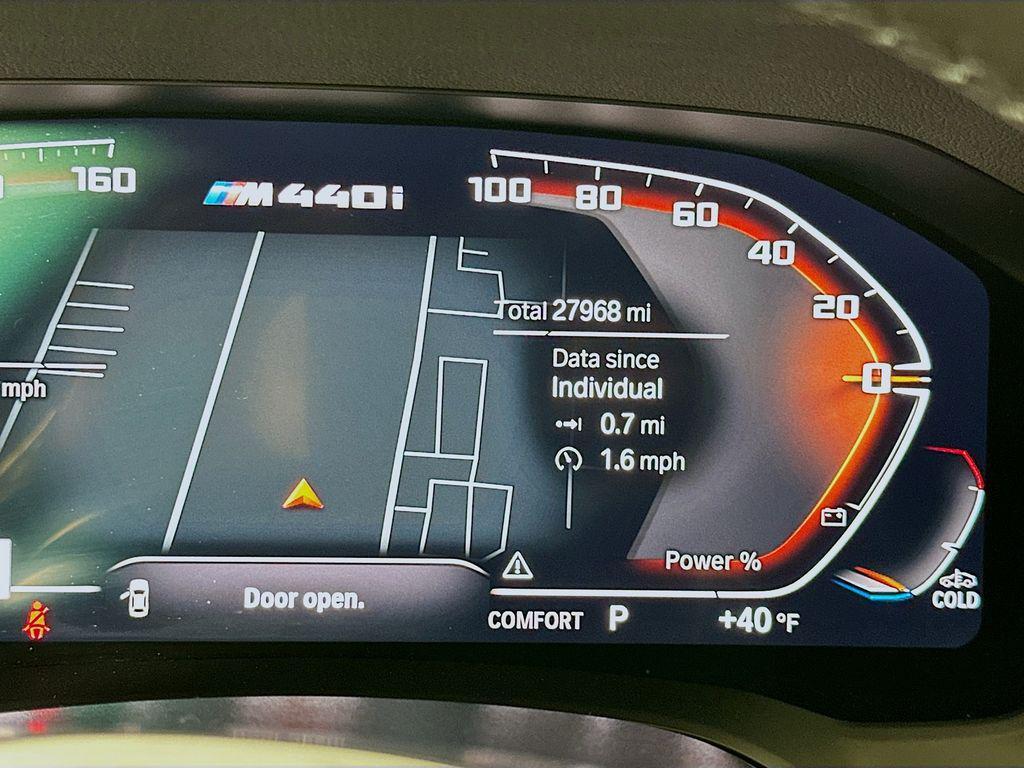 160
M440i
100
80
60
40
20
0
Total 27968 mi
Data since
Individual
0.7 mi
1.6 mph
mph
Power %
Door open.
COMFORT P +40 °F
COLD